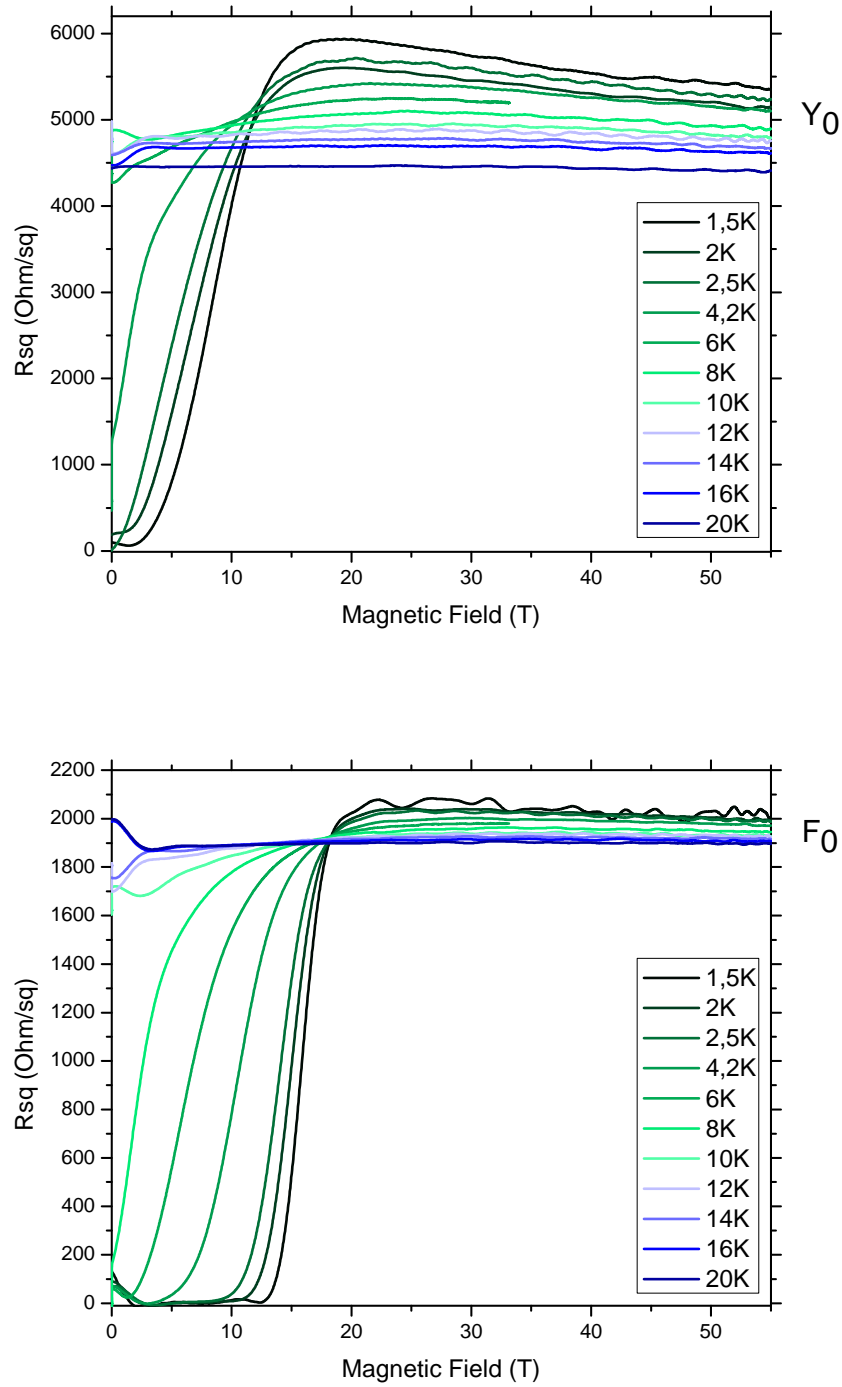 6000
5000
4000
3000
2000
1000
0
Rsq (Ohm/sq)
Y0
1,5K
2K
2,5K
4,2K
6K
8K
10K
12K
14K
16K
20K
0 10 20 30 40 50
Magnetic Field (T)
2200
2000
1800
1600
1400
1200
1000
800
600
400
200
0
Rsq (Ohm/sq)
F0
1,5K
2K
2,5K
4,2K
6K
8K
10K
12K
14K
16K
20K
0 10 20 30 40 50
Magnetic Field (T)